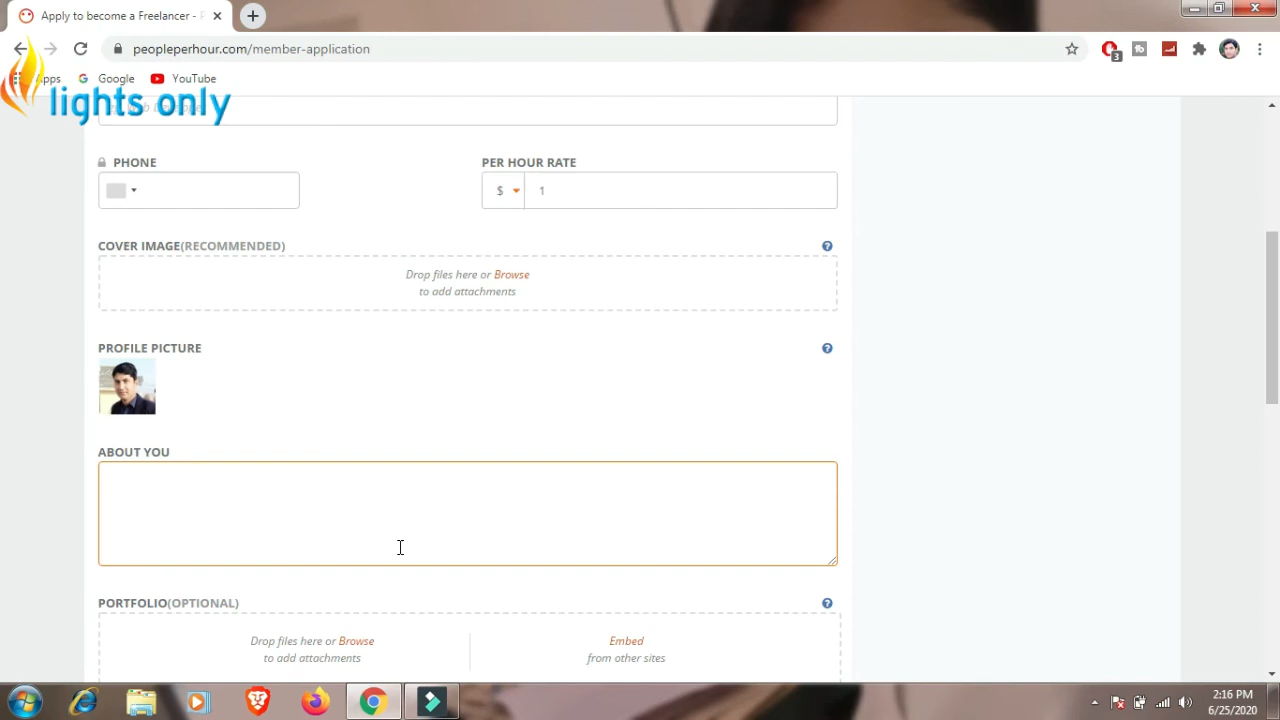 Apply to become a Freelancer - P
peopleperhour.com/member-application
3
Apps
Google
YouTube
lights only
PHONE
PER HOUR RATE
$
1
COVER IMAGE(RECOMMENDED)
Drop files here or Browse
to add attachments
PROFILE PICTURE
ABOUT YOU
PORTFOLIO(OPTIONAL)
Drop files here or Browse
to add attachments
Embed
from other sites
2:16 PM
6/25/2020